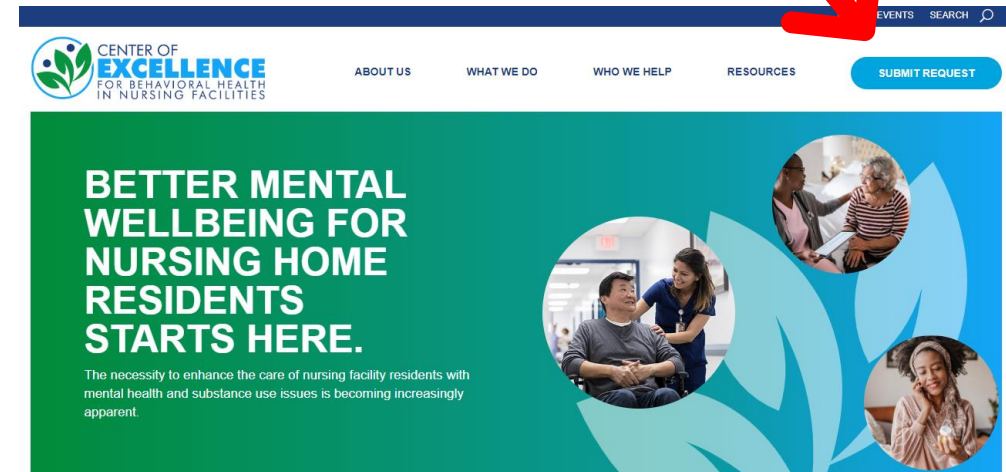 EVENTS SEARCH
CENTER OF
EXCELLENCE
FOR BEHAVIORAL HEALTH
IN NURSING FACILITIES
ABOUT US WHAT WE DO WHO WE HELP RESOURCES SUBMIT REQUEST
BETTER MENTAL
WELLBEING FOR
NURSING HOME
RESIDENTS
STARTS HERE.
The necessity to enhance the care of nursing facility residents with
mental health and substance use issues is becoming increasingly
apparent.